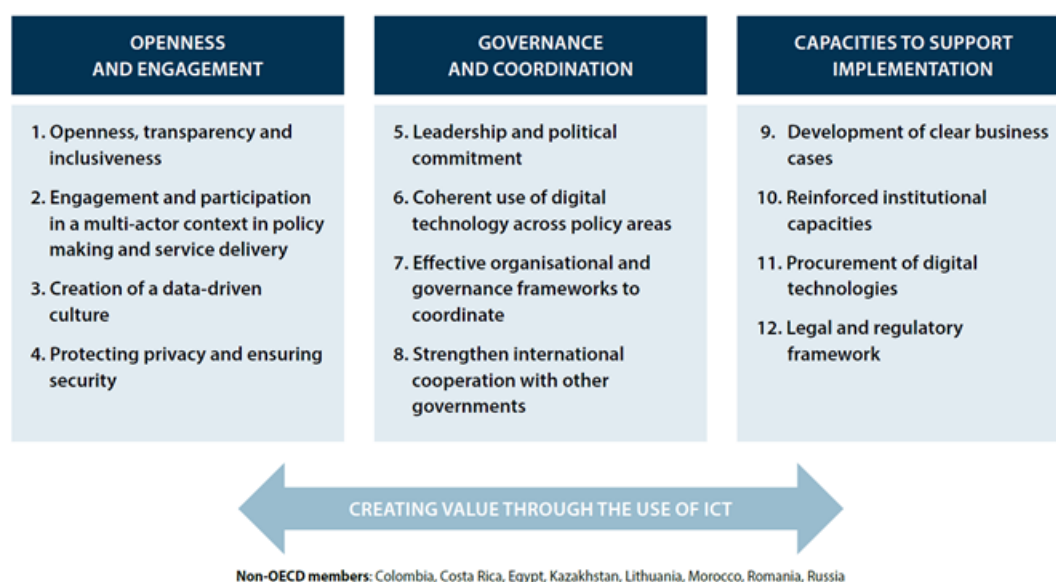 OPENNESS
AND ENGAGEMENT
1. Openness, transparency and
inclusiveness
2. Engagement and participation
in a multi-actor context in policy
making and service delivery
3. Creation of a data-driven
culture
4. Protecting privacy and ensuring
security
GOVERNANCE
AND COORDINATION
5. Leadership and political
commitment
6. Coherent use of digital
technology across policy areas
7. Effective organisational and
governance frameworks to
coordinate
8. Strengthen international
cooperation with other
governments
CAPACITIES TO SUPPORT
IMPLEMENTATION
9. Development of clear business
cases
10. Reinforced institutional
capacities
11. Procurement of digital
technologies
12. Legal and regulatory
framework
CREATING VALUE THROUGH THE USE OF ICT
Non-OECD members: Colombia, Costa Rica, Egypt, Kazakhstan, Lithuania, Morocco, Romania, Russia